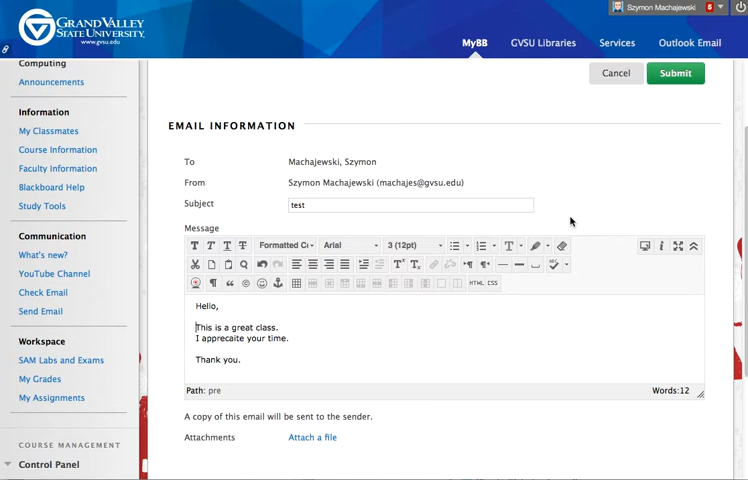 Szymon Machajewski 5
GRAND VALLEY
STATE UNIVERSITY
www.gvsu.edu
MyBB GVSU Libraries Services Outlook Email
Computing
Announcements
Information
My Classmates
Course Information
Faculty Information
Blackboard Help
Study Tools
Communication
What's new?
YouTube Channel
Check Email
Send Email
Workspace
SAM Labs and Exams
My Grades
My Assignments
COURSE MANAGEMENT
Control Panel
Cancel Submit
EMAIL INFORMATION
To Machajewski, Szymon
From Szymon Machajewski (machajes@gvsu.edu)
Subject test
Message
T T T T Formatted Co Arial 3 (12pt)
HTML CSS
Hello,
This is a great class.
I apprecaite your time.
Thank you.
Path: pre Words:12
A copy of this email will be sent to the sender.
Attachments Attach a file